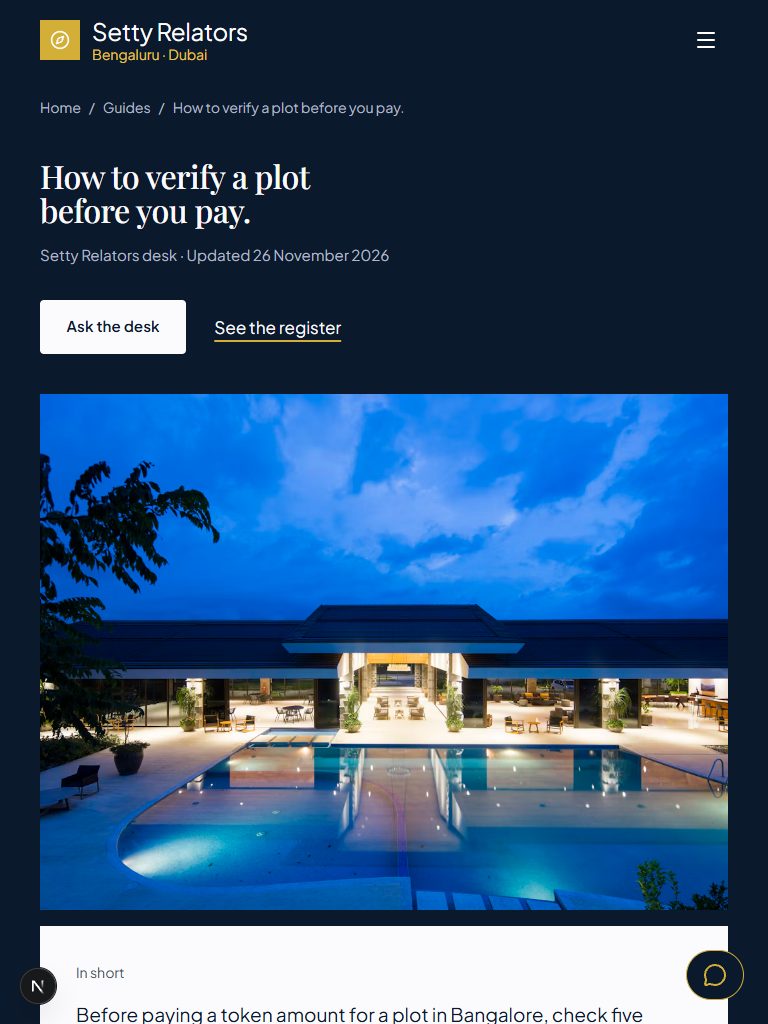 Setty Relators
Bengaluru · Dubai
Home / Guides / How to verify a plot before you pay.
How to verify a plot
before you pay.
Setty Relators desk · Updated 26 November 2026
Ask the desk
See the register
In short
N
Before paying a token amount for a plot in Bangalore, check five